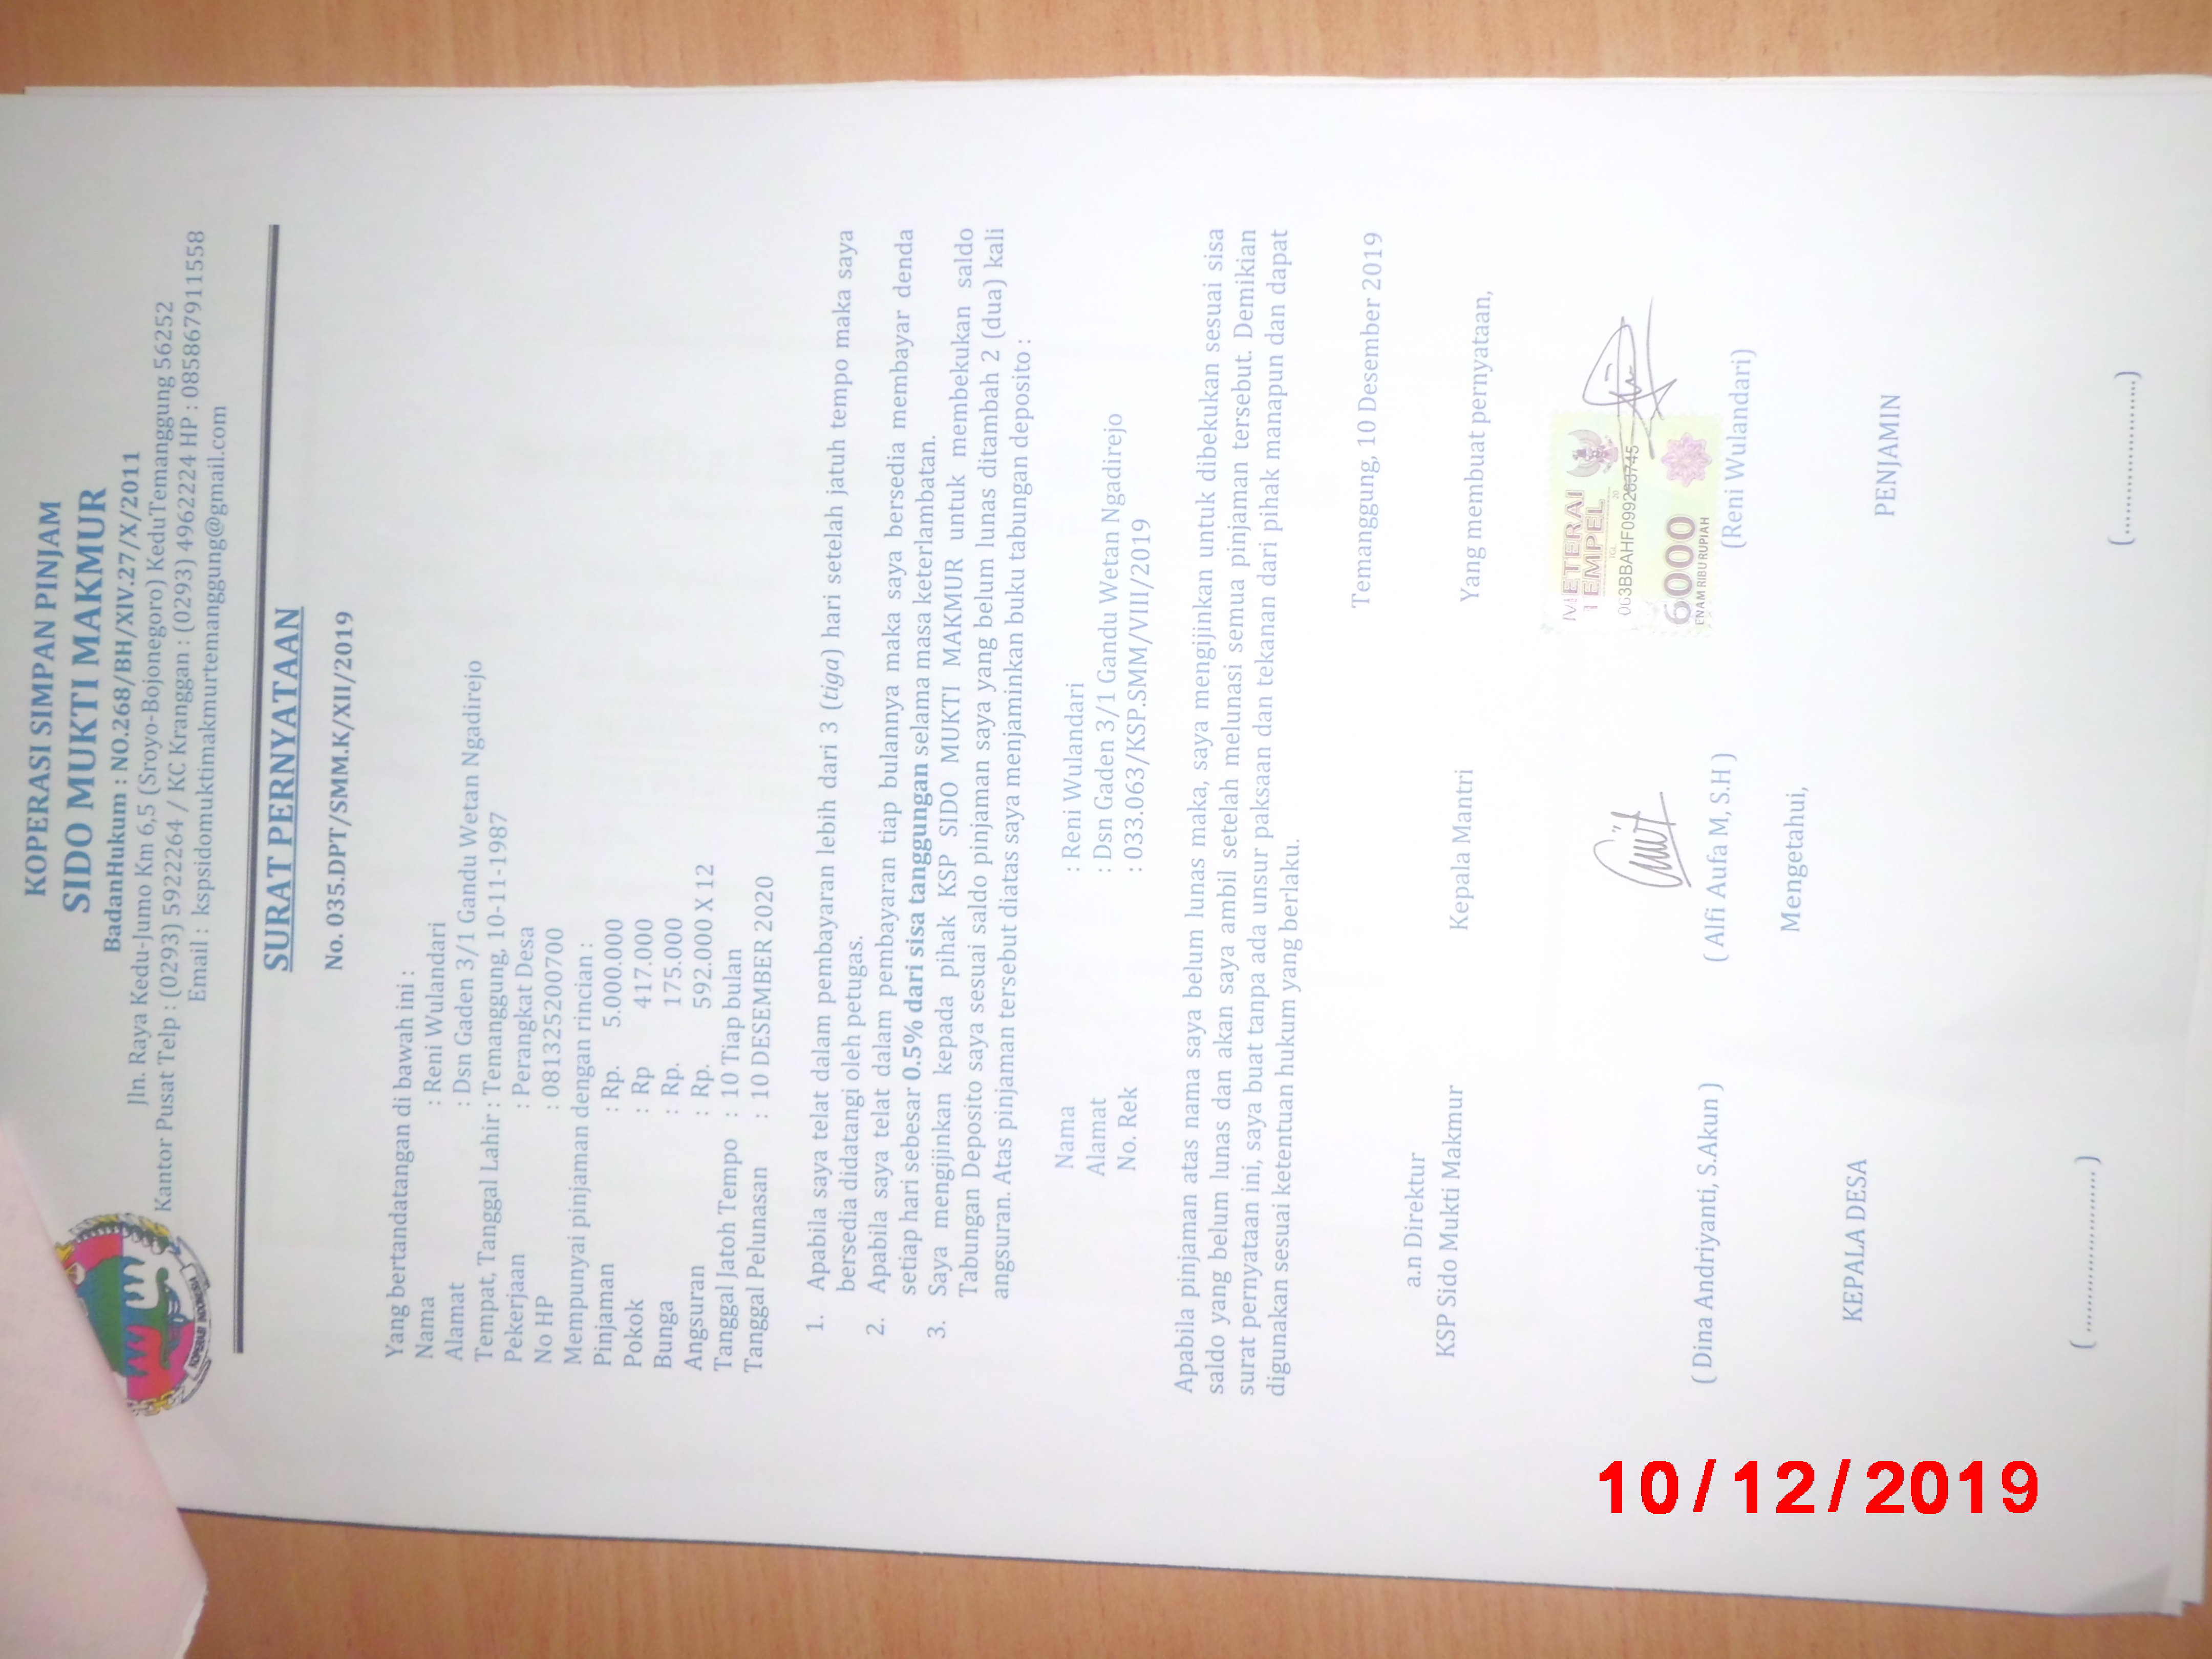 KOPERASI SIMPAN PINJAM
SIDO MUKTI MAKMUR
BadanHukum : NO.268/BH/XIV.27/X/2011
Jln. Raya Kedu-Jumo Km 6,5 (Sroyo-Bojonegoro) KeduTemanggung 56252
Kantor Pusat Telp : (0293) 5922264 / KC Kranggan : (0293) 4962224 HP : 085867911558
Email : kspsidomuktimakmurtemanggung@gmail.com
KOPERASI INDONESIA
SURAT PERNYATAAN
No. 035.DPT/SMM.K/XII/2019
Yang bertandatangan di bawah ini :
Nama : Reni Wulandari
Alamat : Dsn Gaden 3/1 Gandu Wetan Ngadirejo
Tempat, Tanggal Lahir : Temanggung, 10-11-1987
Pekerjaan : Perangkat Desa
No HP : 081325200700
Mempunyai pinjaman dengan rincian :
Pinjaman : Rp. 5.000.000
Pokok : Rp 417.000
Bunga : Rp. 175.000
Angsuran : Rp. 592.000 X 12
Tanggal Jatoh Tempo : 10 Tiap bulan
Tanggal Pelunasan : 10 DESEMBER 2020
1. Apabila saya telat dalam pembayaran lebih dari 3 (tiga) hari setelah jatuh tempo maka saya
bersedia didatangi oleh petugas.
2. Apabila saya telat dalam pembayaran tiap bulannya maka saya bersedia membayar denda
setiap hari sebesar 0.5% dari sisa tanggungan selama masa keterlambatan.
3. Saya mengijinkan kepada pihak KSP SIDO MUKTI MAKMUR untuk membekukan saldo
Tabungan Deposito saya sesuai saldo pinjaman saya yang belum lunas ditambah 2 (dua) kali
angsuran. Atas pinjaman tersebut diatas saya menjaminkan buku tabungan deposito :
Nama : Reni Wulandari
Alamat : Dsn Gaden 3/1 Gandu Wetan Ngadirejo
No. Rek : 033.063/KSP.SMM/VIII/2019
Apabila pinjaman atas nama saya belum lunas maka, saya mengijinkan untuk dibekukan sesuai sisa
saldo yang belum lunas dan akan saya ambil setelah melunasi semua pinjaman tersebut. Demikian
surat pernyataan ini, saya buat tanpa ada unsur paksaan dan tekanan dari pihak manapun dan dapat
digunakan sesuai ketentuan hukum yang berlaku.
Temanggung, 10 Desember 2019
a.n Direktur
KSP Sido Mukti Makmur Kepala Mantri Yang membuat pernyataan,
METERAI
TEMPEL
TGL 20
063BBAHF099263745
6000
ENAM RIBU RUPIAH
( Dina Andriyanti, S.Akun ) ( Alfi Aufa M, S.H ) (Reni Wulandari)
Mengetahui,
KEPALA DESA PENJAMIN
( ........................ ) (........................)
10/12/2019